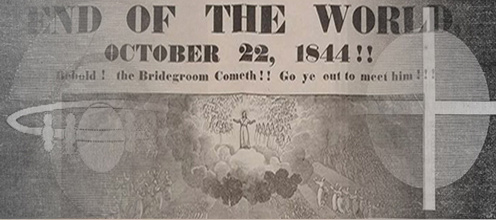 END OF THE WORLD
OCTOBER 22, 1844!!
Behold! the Bridegroom Cometh!! Go ye out to meet him!!!